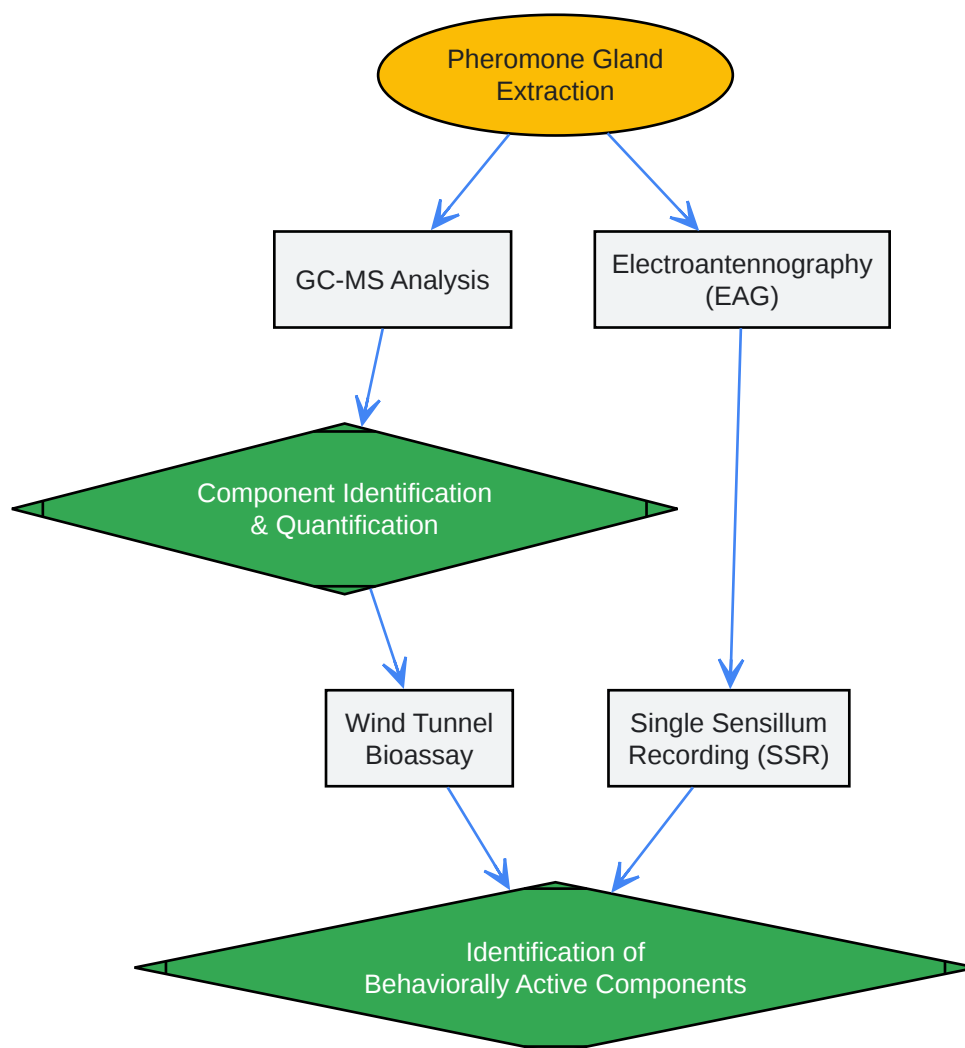 Pheromone Gland
Extraction
GC-MS Analysis
Electroantennography
(EAG)
Component Identification
& Quantification
Wind Tunnel
Bioassay
Single Sensillum
Recording (SSR)
Identification of
Behaviorally Active Components